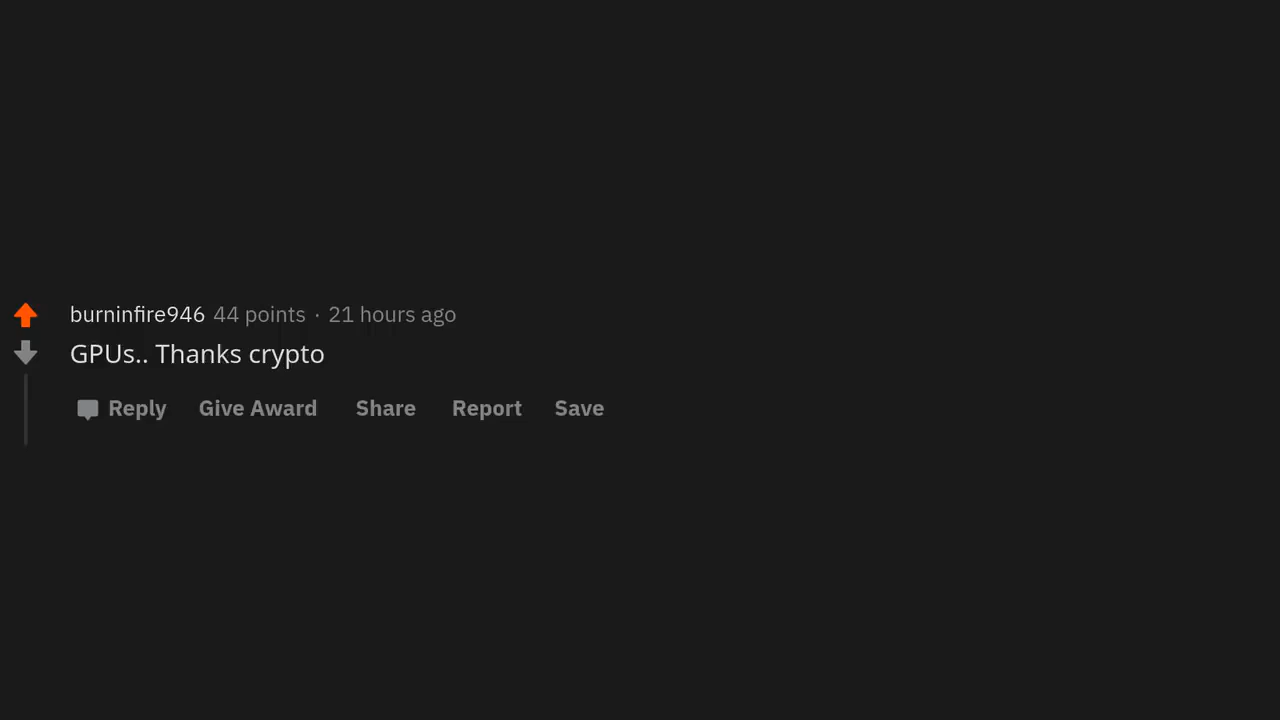 burninfire946 44 points · 21 hours ago
GPUs.. Thanks crypto
Reply Give Award Share Report Save